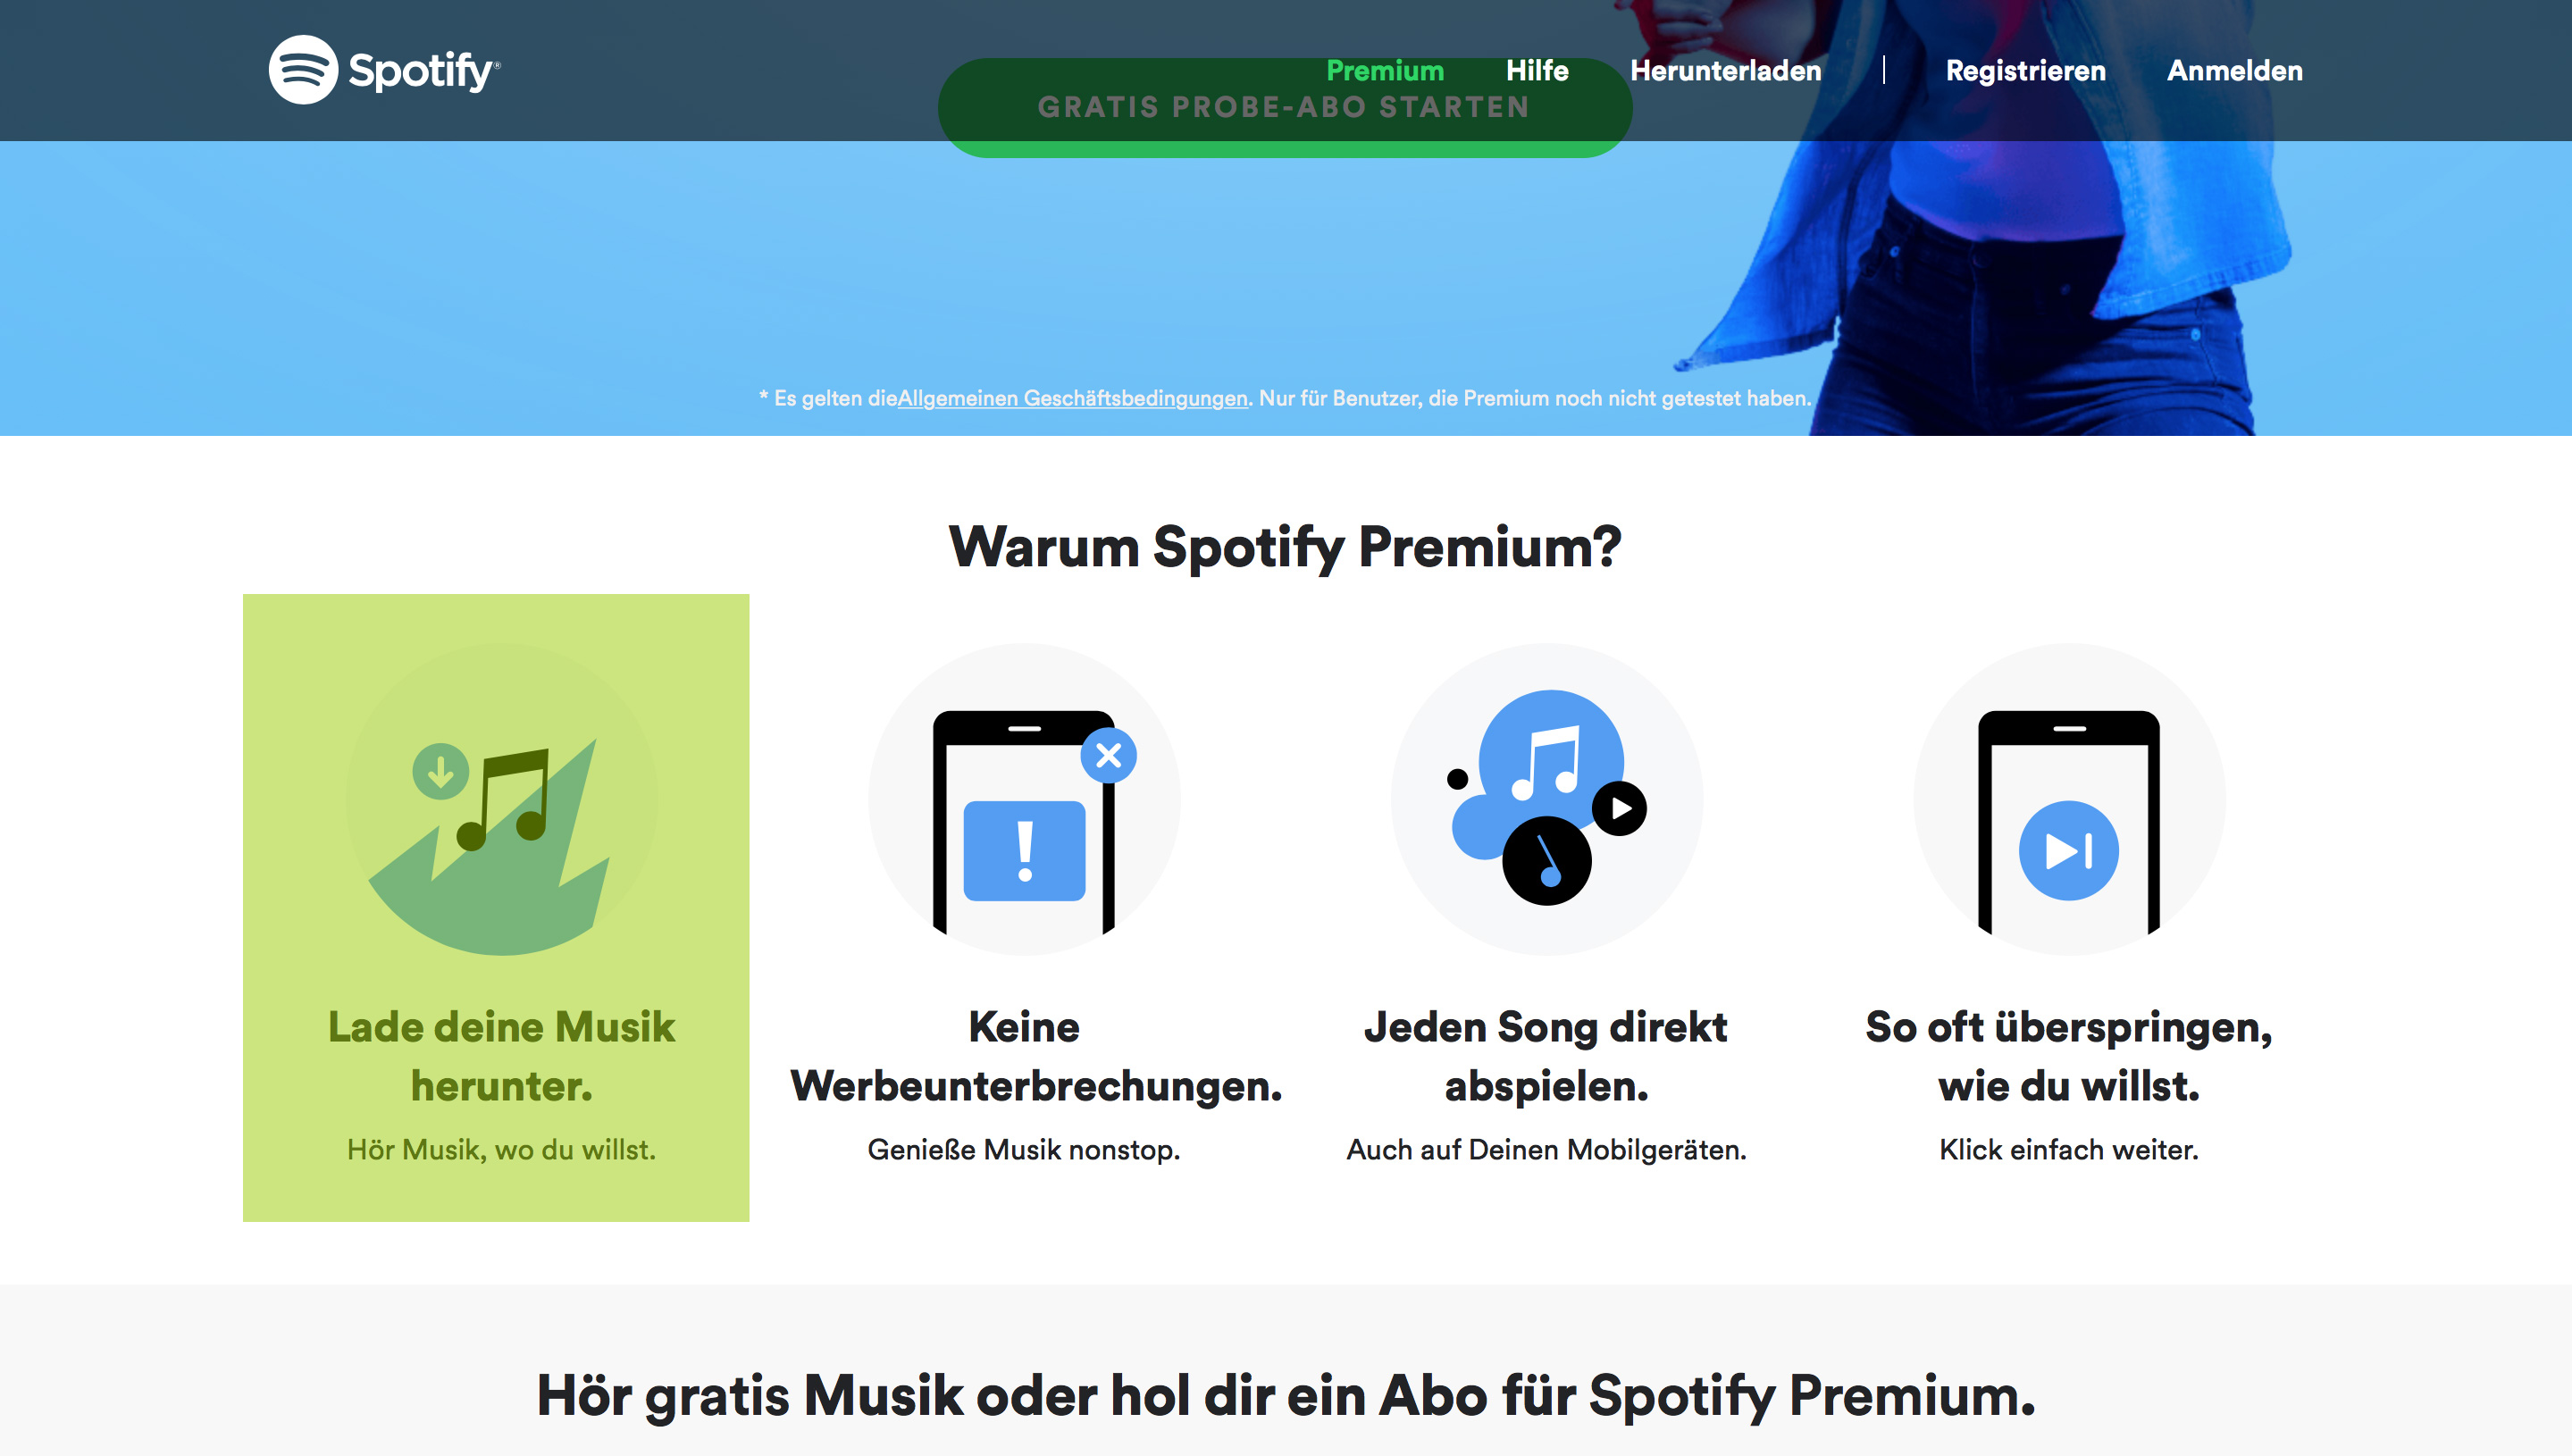 Spotify®
Premium Hilfe Herunterladen Registrieren Anmelden
GRATIS PROBE-ABO STARTEN
* Es gelten dieAllgemeinen Geschäftsbedingungen. Nur für Benutzer, die Premium noch nicht getestet haben.
Warum Spotify Premium?
Lade deine Musik
herunter.
Hör Musik, wo du willst.
Keine
Werbeunterbrechungen.
Genieße Musik nonstop.
Jeden Song direkt
abspielen.
Auch auf Deinen Mobilgeräten.
So oft überspringen,
wie du willst.
Klick einfach weiter.
Hör gratis Musik oder hol dir ein Abo für Spotify Premium.